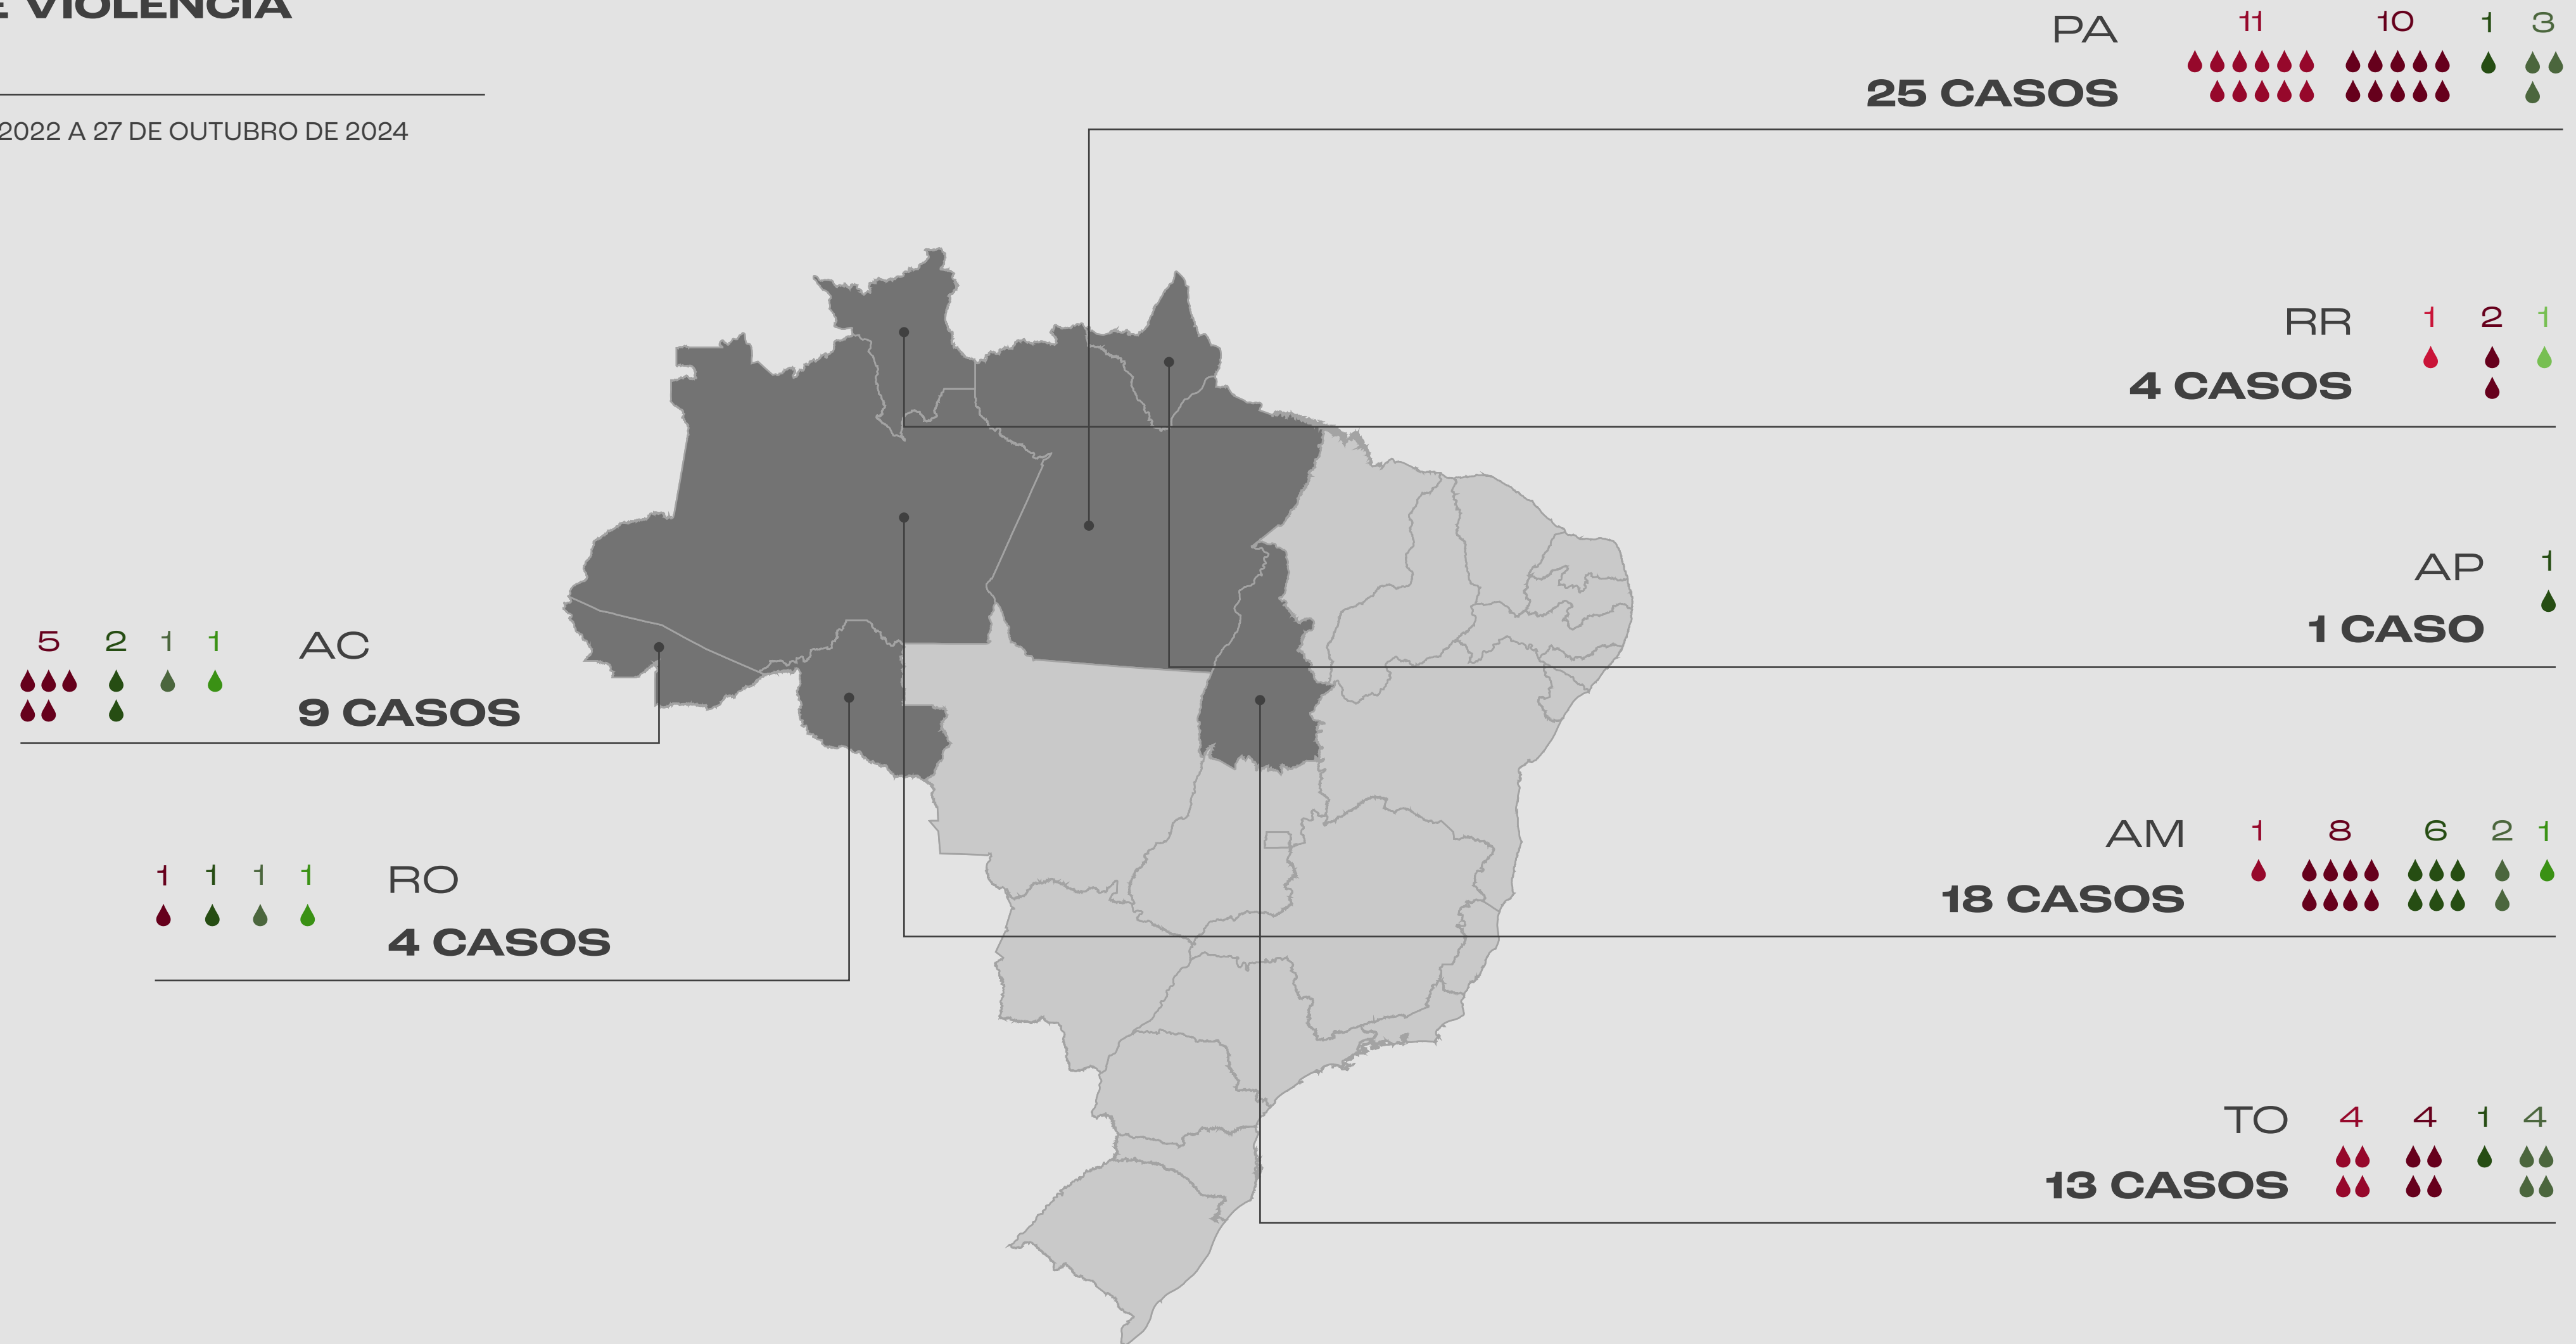 E VIOLÊNCIA
2022 A 27 DE OUTUBRO DE 2024
PA
11 10 1 3
25 CASOS
RR
1 2 1
4 CASOS
AP
1
1 CASO
5 2 1 1
AC
9 CASOS
AM
1 8 6 2 1
18 CASOS
1 1 1 1
RO
4 CASOS
TO
4 4 1 4
13 CASOS